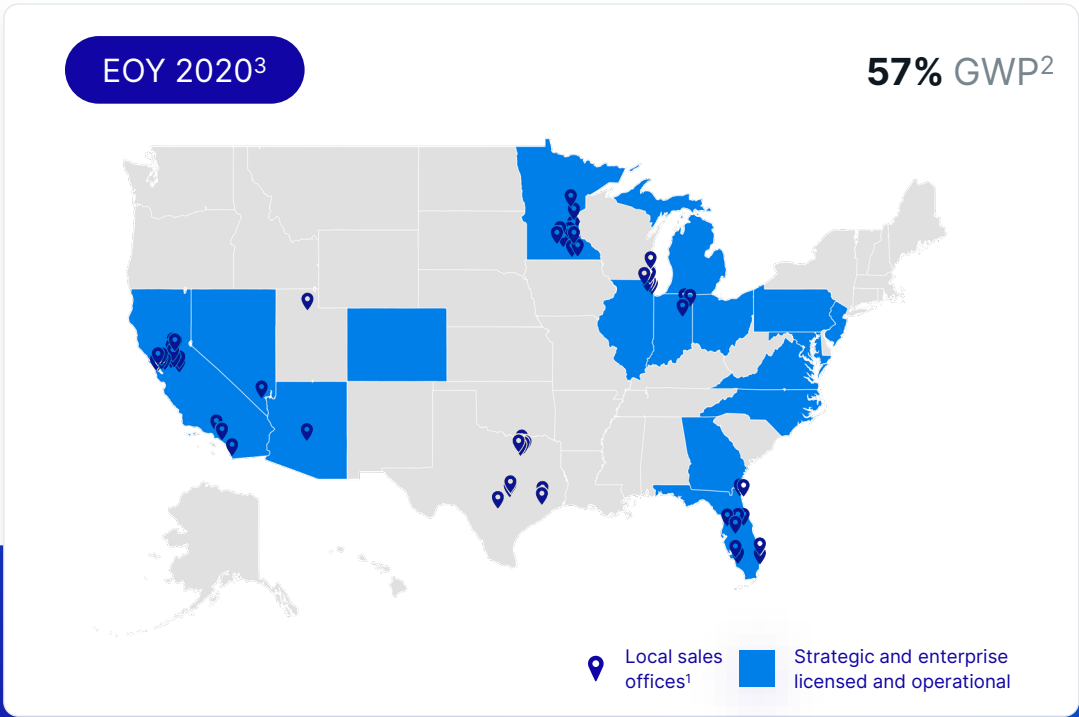 EOY 2020³
57% GWP²
Local sales
offices¹
Strategic and enterprise
licensed and operational